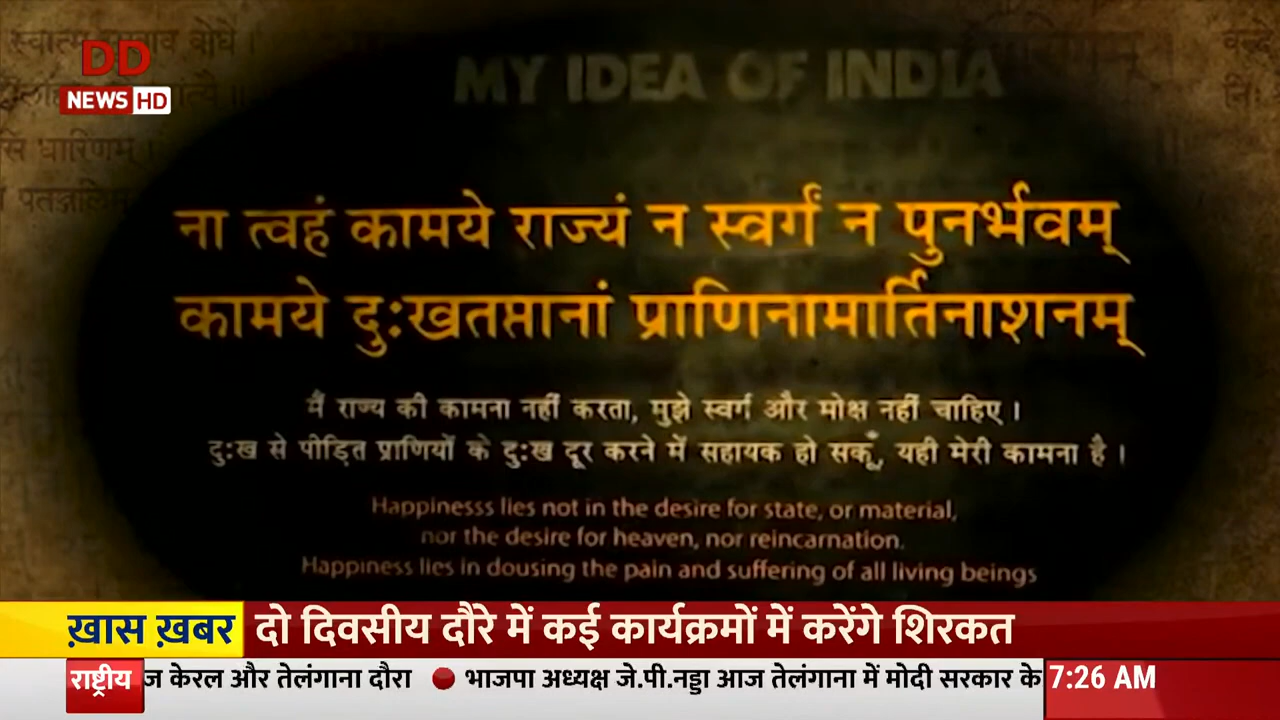 स्वात्म
DD
NEWS HD
MY IDEA OF INDIA
धारिणम् ।
ना त्वहं कामये राज्यं न स्वर्गं न पुनर्भवम्
कामये दुःखतप्तानां प्राणिनामार्तिनाशनम्
मैं राज्य की कामना नहीं करता, मुझे स्वर्ग और मोक्ष नहीं चाहिए ।
दुःख से पीड़ित प्राणियों के दुःख दूर करने में सहायक हो सकूँ, यही मेरी कामना है ।
Happinesss lies not in the desire for state, or material,
nor the desire for heaven, nor reincarnation.
Happiness lies in dousing the pain and suffering of all living beings
ख़ास ख़बर दो दिवसीय दौरे में कई कार्यक्रमों में करेंगे शिरकत
राष्ट्रीय ज केरल और तेलंगाना दौरा भाजपा अध्यक्ष जे.पी.नड्डा आज तेलंगाना में मोदी सरकार के 7:26 AM